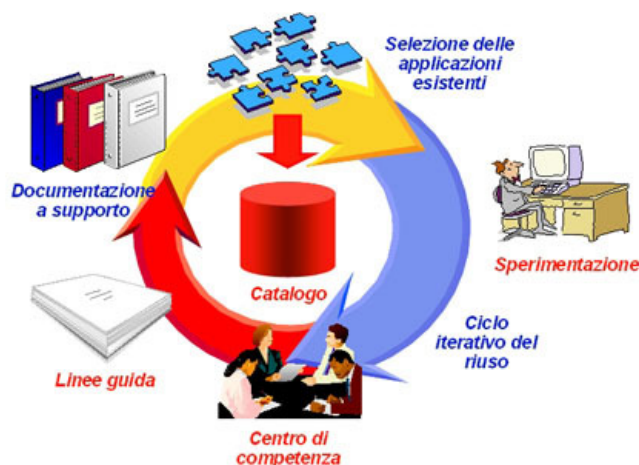 Selezione delle
applicazioni
esistenti
Documentazione
a supporto
Sperimentazione
Catalogo
Ciclo
iterativo del
riuso
Linee guida
Centro di
competenza